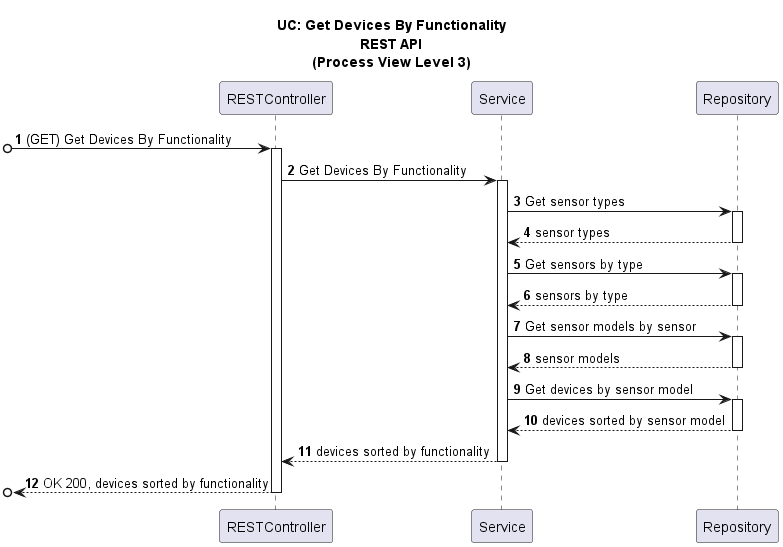 UC: Get Devices By Functionality
REST API
(Process View Level 3)
RESTController
Service
Repository
1 (GET) Get Devices By Functionality
2 Get Devices By Functionality
3 Get sensor types
4 sensor types
5 Get sensors by type
6 sensors by type
7 Get sensor models by sensor
8 sensor models
9 Get devices by sensor model
10 devices sorted by sensor model
11 devices sorted by functionality
12 OK 200, devices sorted by functionality
RESTController
Service
Repository